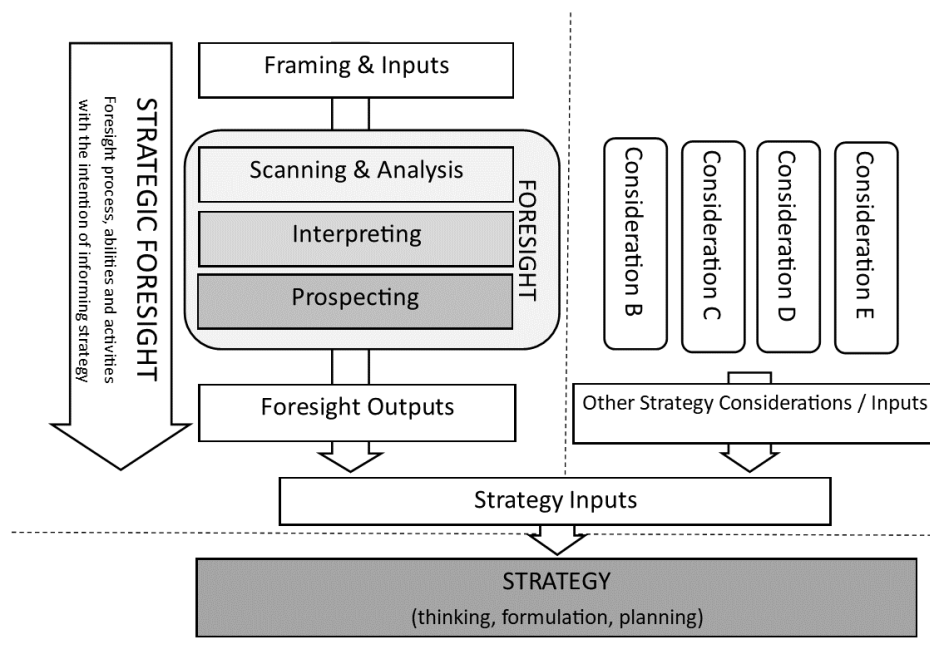 STRATEGIC FORESIGHT
Foresight process, abilities and activities
with the intention of informing strategy
Framing & Inputs
Scanning & Analysis
Interpreting
Prospecting
FORESIGHT
Foresight Outputs
Consideration B
Consideration C
Consideration D
Consideration E
Other Strategy Considerations / Inputs
Strategy Inputs
STRATEGY
(thinking, formulation, planning)